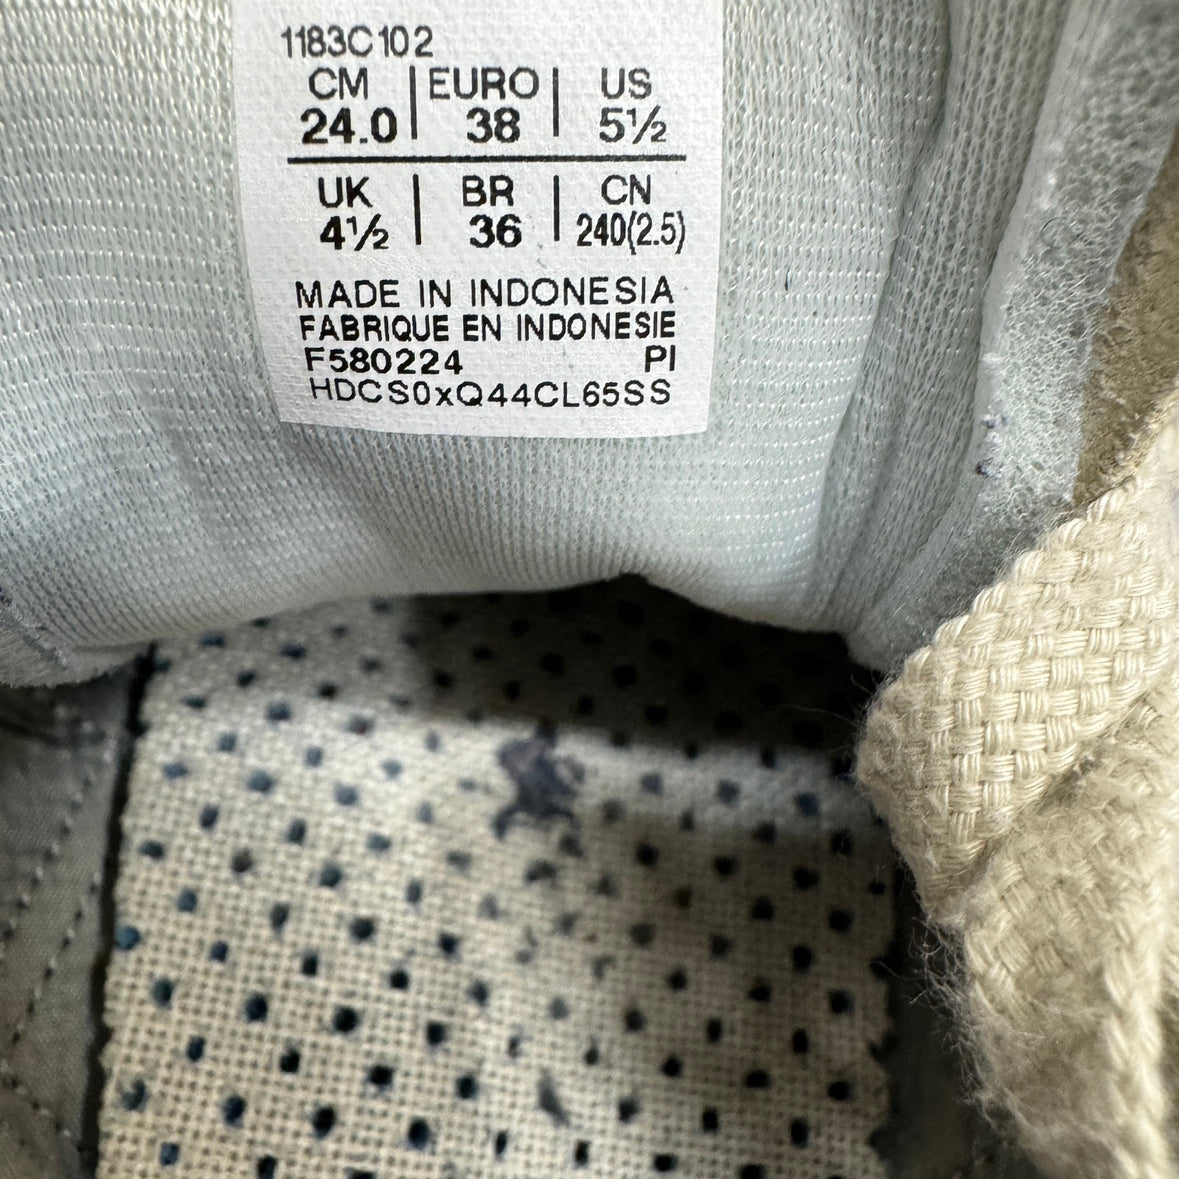 1183C102
CM | EURO | US
24.0 | 38 | 5½
UK | BR | CN
4½ | 36 | 240(2.5)
MADE IN INDONESIA
FABRIQUE EN INDONESIE
F580224 PI
HDCS0xQ44CL65SS